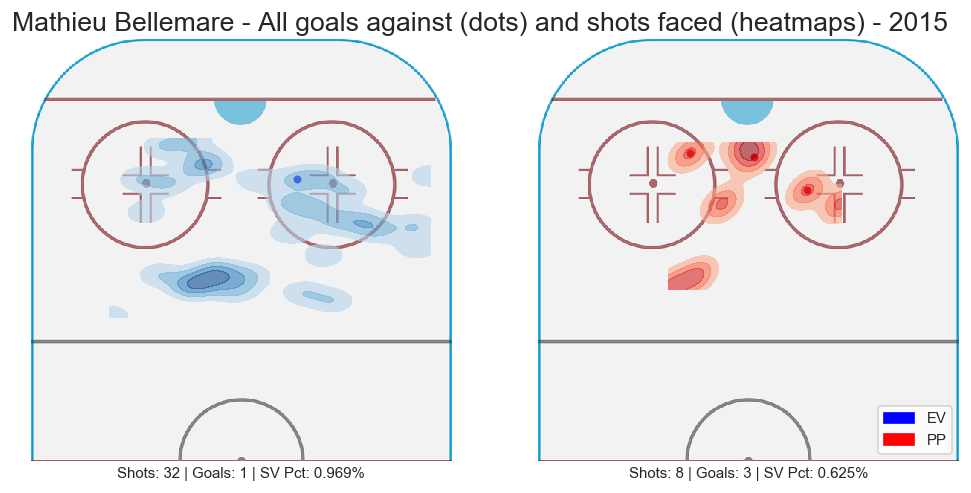 Mathieu Bellemare - All goals against (dots) and shots faced (heatmaps) - 2015
EV
PP
Shots: 32 | Goals: 1 | SV Pct: 0.969%
Shots: 8 | Goals: 3 | SV Pct: 0.625%